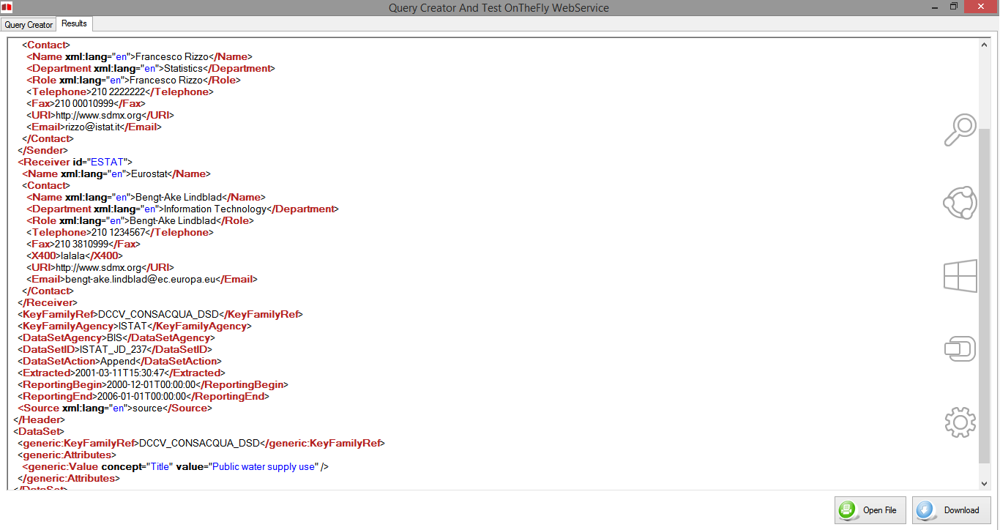 Query Creator And Test OnTheFly WebService
Query Creator
Results
<Contact>
<Name xml:lang="en">Francesco Rizzo</Name>
<Department xml:lang="en">Statistics</Department>
<Role xml:lang="en">Francesco Rizzo</Role>
<Telephone>210 2222222</Telephone>
<Fax>210 00010999</Fax>
<URI>http://www.sdmx.org</URI>
<Email>rizzo@istat.it</Email>
</Contact>
</Sender>
<Receiver id="ESTAT">
<Name xml:lang="en">Eurostat</Name>
<Contact>
<Name xml:lang="en">Bengt-Ake Lindblad</Name>
<Department xml:lang="en">Information Technology</Department>
<Role xml:lang="en">Bengt-Ake Lindblad</Role>
<Telephone>210 1234567</Telephone>
<Fax>210 3810999</Fax>
<X400>lalala</X400>
<URI>http://www.sdmx.org</URI>
<Email>bengt-ake.lindblad@ec.europa.eu</Email>
</Contact>
</Receiver>
<KeyFamilyRef>DCCV_CONSACQUA_DSD</KeyFamilyRef>
<KeyFamilyAgency>ISTAT</KeyFamilyAgency>
<DataSetAgency>BIS</DataSetAgency>
<DataSetID>ISTAT_JD_237</DataSetID>
<DataSetAction>Append</DataSetAction>
<Extracted>2001-03-11T15:30:47</Extracted>
<ReportingBegin>2000-12-01T00:00:00</ReportingBegin>
<ReportingEnd>2006-01-01T00:00:00</ReportingEnd>
<Source xml:lang="en">source</Source>
</Header>
<DataSet>
<generic:KeyFamilyRef>DCCV_CONSACQUA_DSD</generic:KeyFamilyRef>
<generic:Attributes>
<generic:Value concept="Title" value="Public water supply use" />
</generic:Attributes>
</DataSet>
Open File
Download